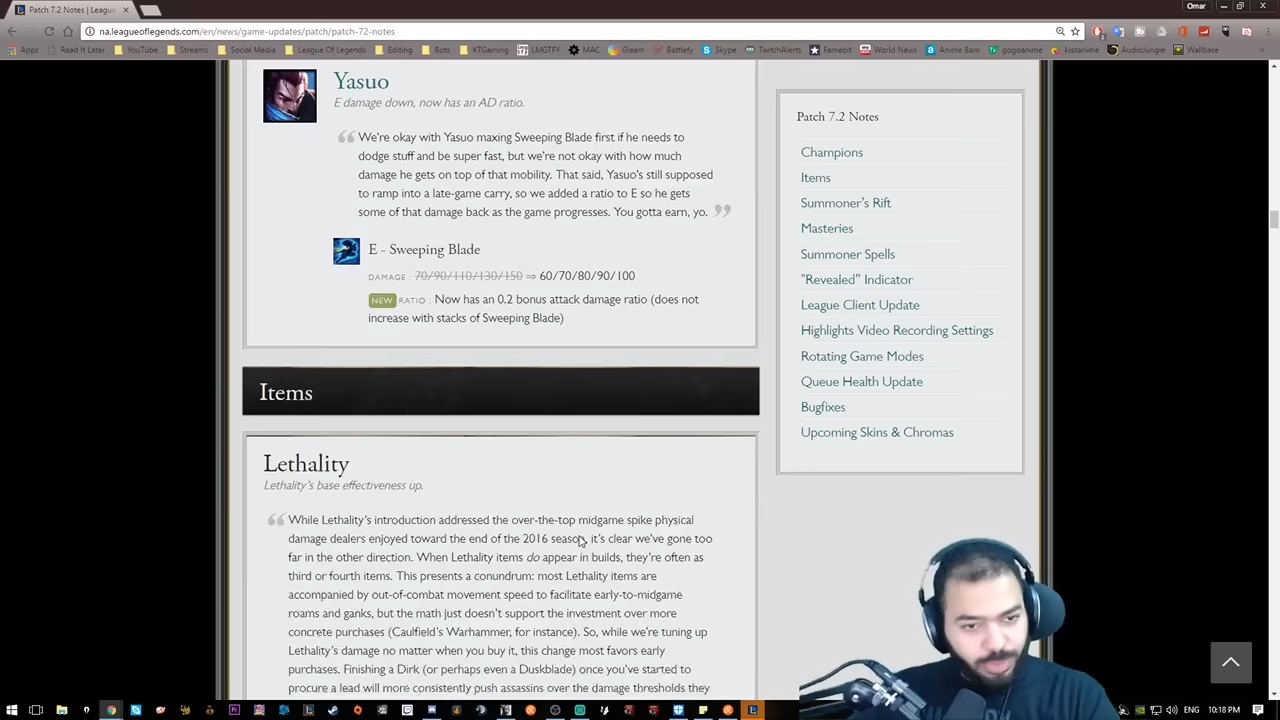 Patch 7.2 Notes | Leagu
Omar
na.leagueoflegends.com/en/news/game-updates/patch/patch-72-notes
Apps Read It Later YouTube Streams Social Media League Of Legends Editing Bots KTGaming LMGTFY MAC Gleam Battlefy Skype TwitchAlerts Famebit World News Anime Bam gogoanime kissanime AudioJungle Wallbase
Yasuo
E damage down, now has an AD ratio.
We're okay with Yasuo maxing Sweeping Blade first if he needs to
dodge stuff and be super fast, but we're not okay with how much
damage he gets on top of that mobility. That said, Yasuo's still supposed
to ramp into a late-game carry, so we added a ratio to E so he gets
some of that damage back as the game progresses. You gotta earn, yo.
E - Sweeping Blade
DAMAGE : 70/90/110/130/150 ⇒ 60/70/80/90/100
NEW RATIO : Now has an 0.2 bonus attack damage ratio (does not
increase with stacks of Sweeping Blade)
Items
Lethality
Lethality's base effectiveness up.
While Lethality's introduction addressed the over-the-top midgame spike physical
damage dealers enjoyed toward the end of the 2016 season, it's clear we've gone too
far in the other direction. When Lethality items do appear in builds, they're often as
third or fourth items. This presents a conundrum: most Lethality items are
accompanied by out-of-combat movement speed to facilitate early-to-midgame
roams and ganks, but the math just doesn't support the investment over more
concrete purchases (Caulfield's Warhammer, for instance). So, while we're tuning up
Lethality's damage no matter when you buy it, this change most favors early
purchases. Finishing a Dirk (or perhaps even a Duskblade) once you've started to
procure a lead will more consistently push assassins over the damage thresholds they
Patch 7.2 Notes
Champions
Items
Summoner's Rift
Masteries
Summoner Spells
"Revealed" Indicator
League Client Update
Highlights Video Recording Settings
Rotating Game Modes
Queue Health Update
Bugfixes
Upcoming Skins & Chromas
ENG 10:18 PM